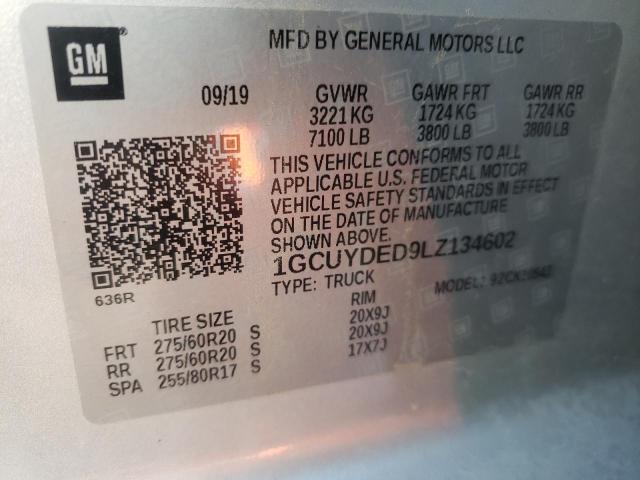 GM
MFD BY GENERAL MOTORS LLC
09/19 GVWR GAWR FRT GAWR RR
3221 KG 1724 KG 1724 KG
7100 LB 3800 LB 3800 LB
THIS VEHICLE CONFORMS TO ALL
APPLICABLE U.S. FEDERAL MOTOR
VEHICLE SAFETY STANDARDS IN EFFECT
ON THE DATE OF MANUFACTURE
SHOWN ABOVE.
1GCUYDED9LZ134602
636R
TYPE: TRUCK MODEL:
TIRE SIZE RIM
FRT 275/60R20 S 20X9J
RR 275/60R20 S 20X9J
SPA 255/80R17 S 17X7J